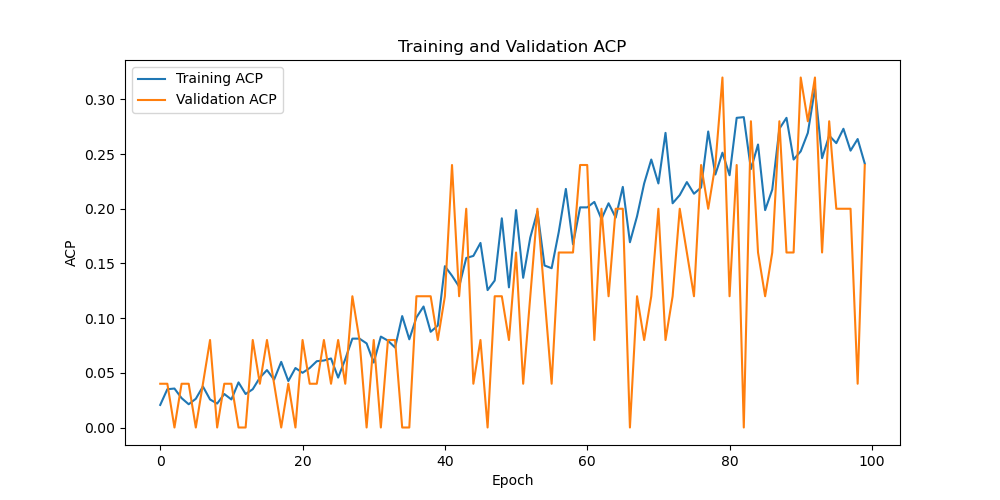 Training and Validation ACP
Training ACP
Validation ACP
ACP
0.30
0.25
0.20
0.15
0.10
0.05
0.00
0 20 40 60 80 100
Epoch